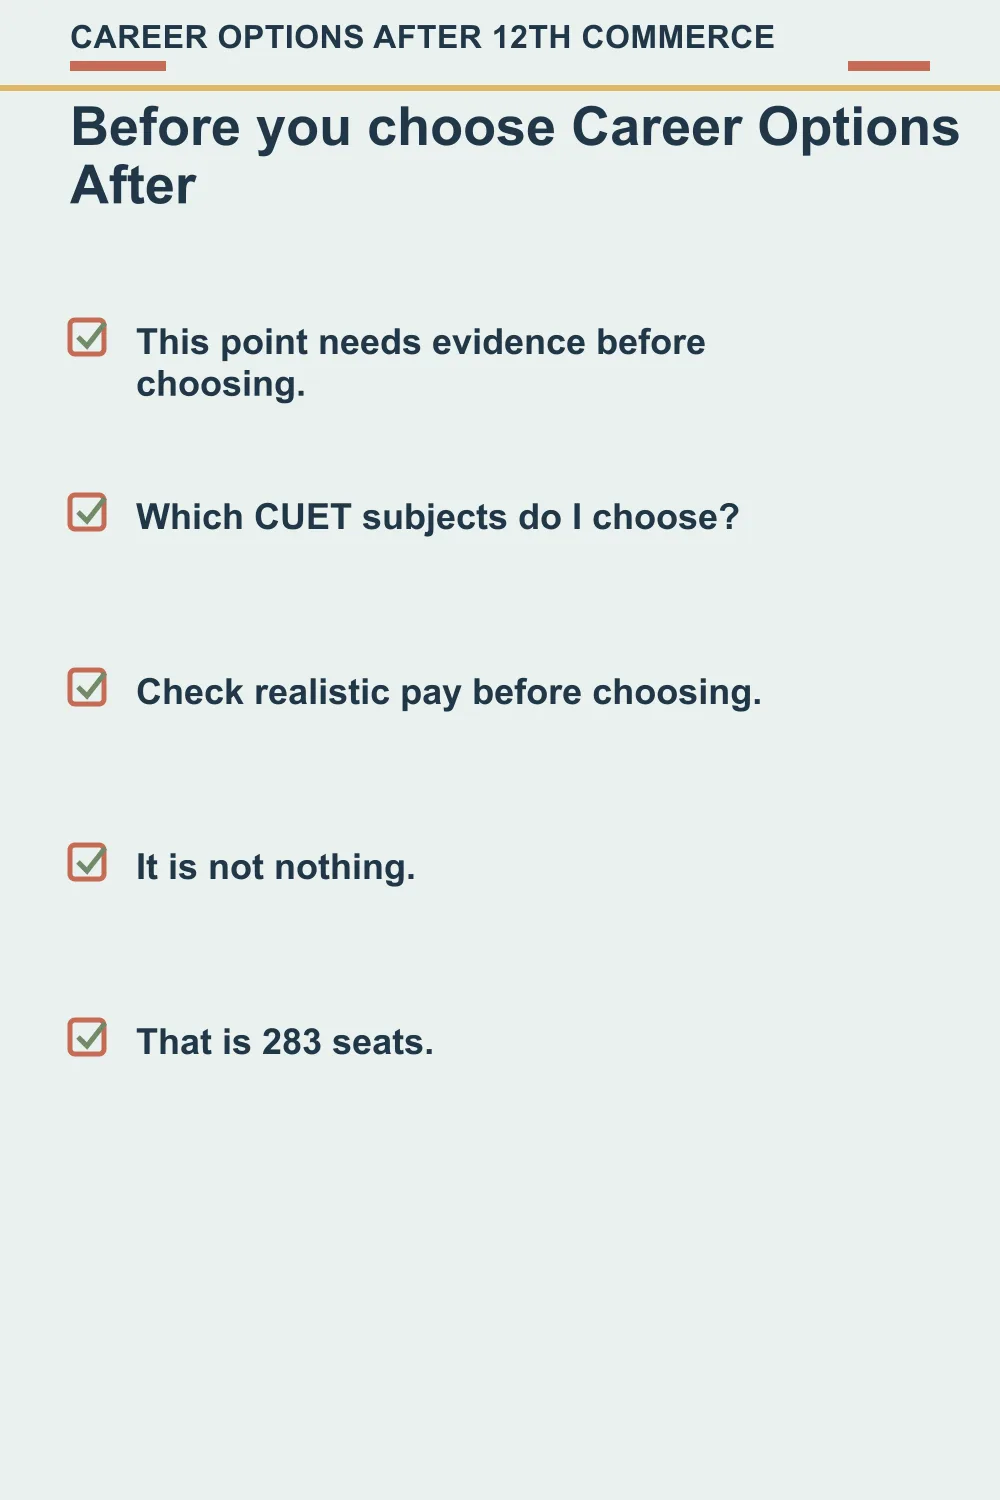 CAREER OPTIONS AFTER 12TH COMMERCE
Before you choose Career Options
After
This point needs evidence before
choosing.
Which CUET subjects do I choose?
Check realistic pay before choosing.
It is not nothing.
That is 283 seats.